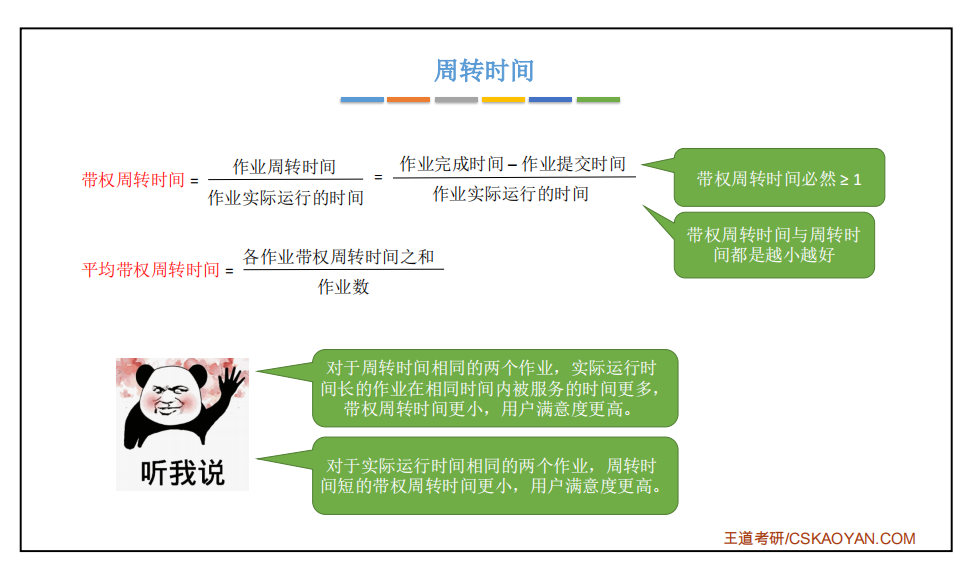 周转时间
带权周转时间 = 作业周转时间 / 作业实际运行的时间 = 作业完成时间 – 作业提交时间 / 作业实际运行的时间
带权周转时间必然 ≥ 1
带权周转时间与周转时
间都是越小越好
平均带权周转时间 = 各作业带权周转时间之和 / 作业数
对于周转时间相同的两个作业，实际运行时
间长的作业在相同时间内被服务的时间更多，
带权周转时间更小，用户满意度更高。
听我说
对于实际运行时间相同的两个作业，周转时
间短的带权周转时间更小，用户满意度更高。
王道考研/CSKAOYAN.COM